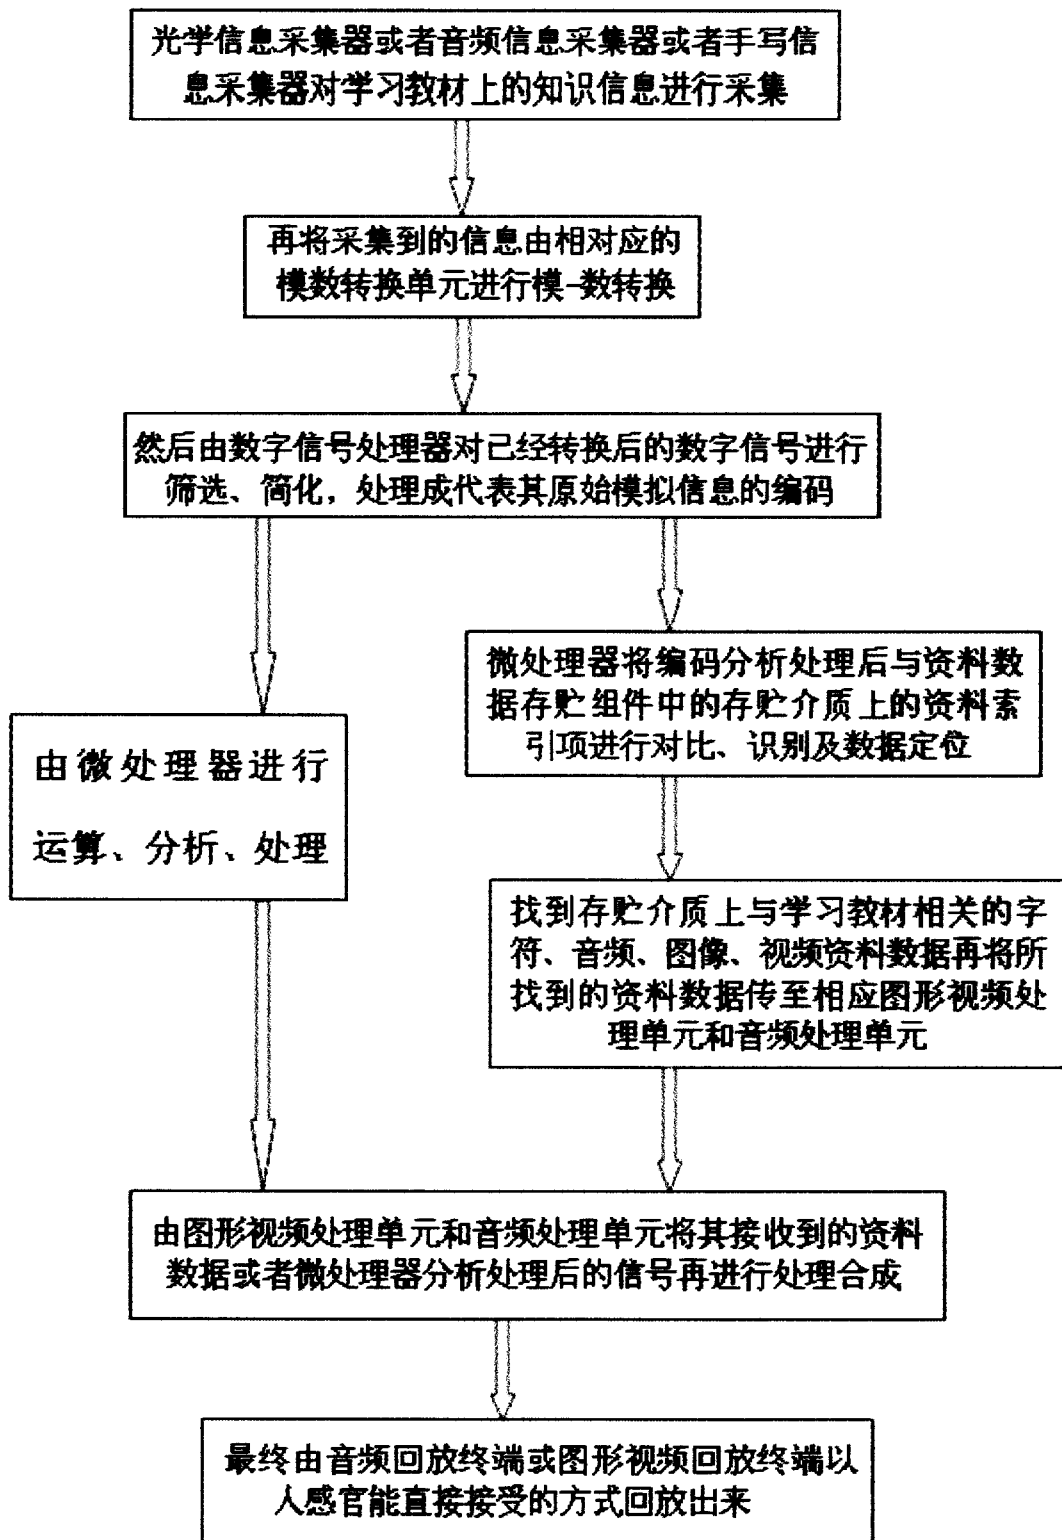 光学信息采集器或者音频信息采集器或者手写信
息采集器对学习教材上的知识信息进行采集
再将采集到的信息由相对应的
模数转换单元进行模-数转换
然后由数字信号处理器对已经转换后的数字信号进行
筛选、简化，处理成代表其原始模拟信息的编码
由微处理器进行
运算、分析、处理
微处理器将编码分析处理后与资料数
据存贮组件中的存贮介质上的资料索
引项进行对比、识别及数据定位
找到存贮介质上与学习教材相关的字
符、音频、图像、视频资料数据再将所
找到的资料数据传至相应图形视频处
理单元和音频处理单元
由图形视频处理单元和音频处理单元将其接收到的资料
数据或者微处理器分析处理后的信号再进行处理合成
最终由音频回放终端或图形视频回放终端以
人感官能直接接受的方式回放出来